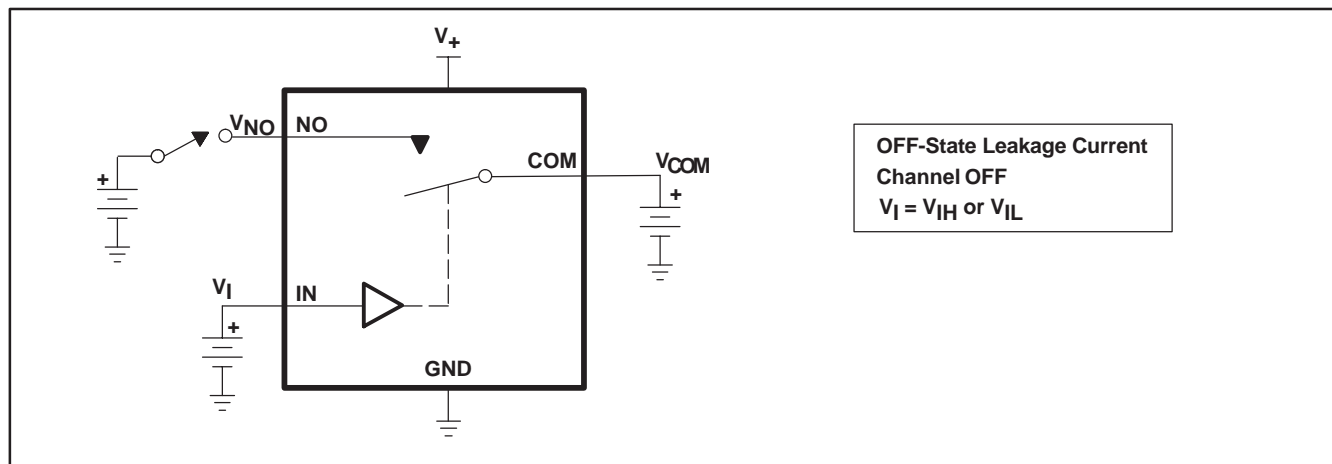 V+
VNO NO
COM VCOM
+
+
VI IN
+
GND
OFF-State Leakage Current
Channel OFF
VI = VIH or VIL